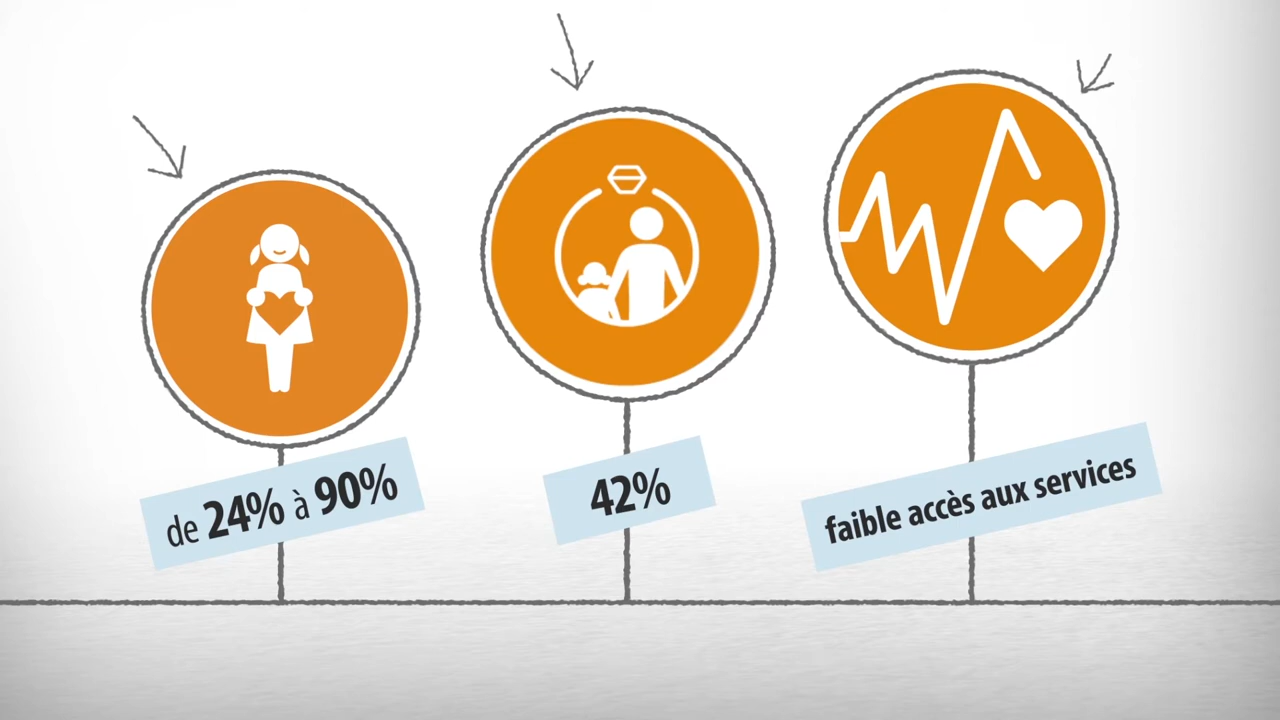 de 24% à 90%
42%
faible accès aux services